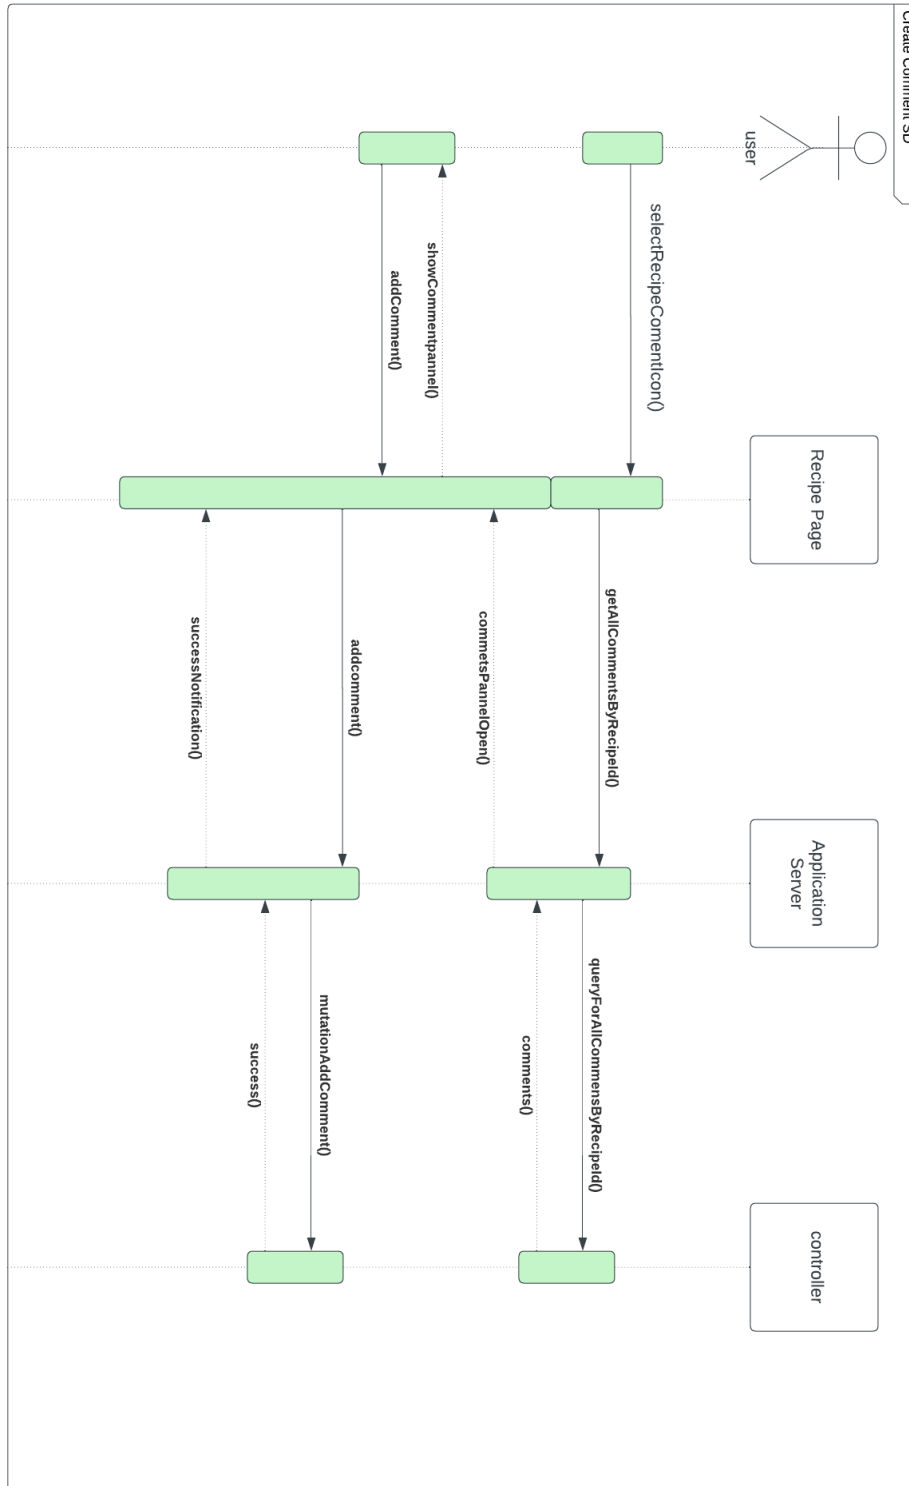 Create Comment SD
user
Recipe Page
Application
Server
controller
selectRecipeComentIcon()
getAllCommentsByRecipeId()
queryForAllCommensByRecipeId()
comments()
commetsPannelOpen()
showCommentpannel()
addComment()
addcomment()
mutationAddComment()
success()
successNotification()